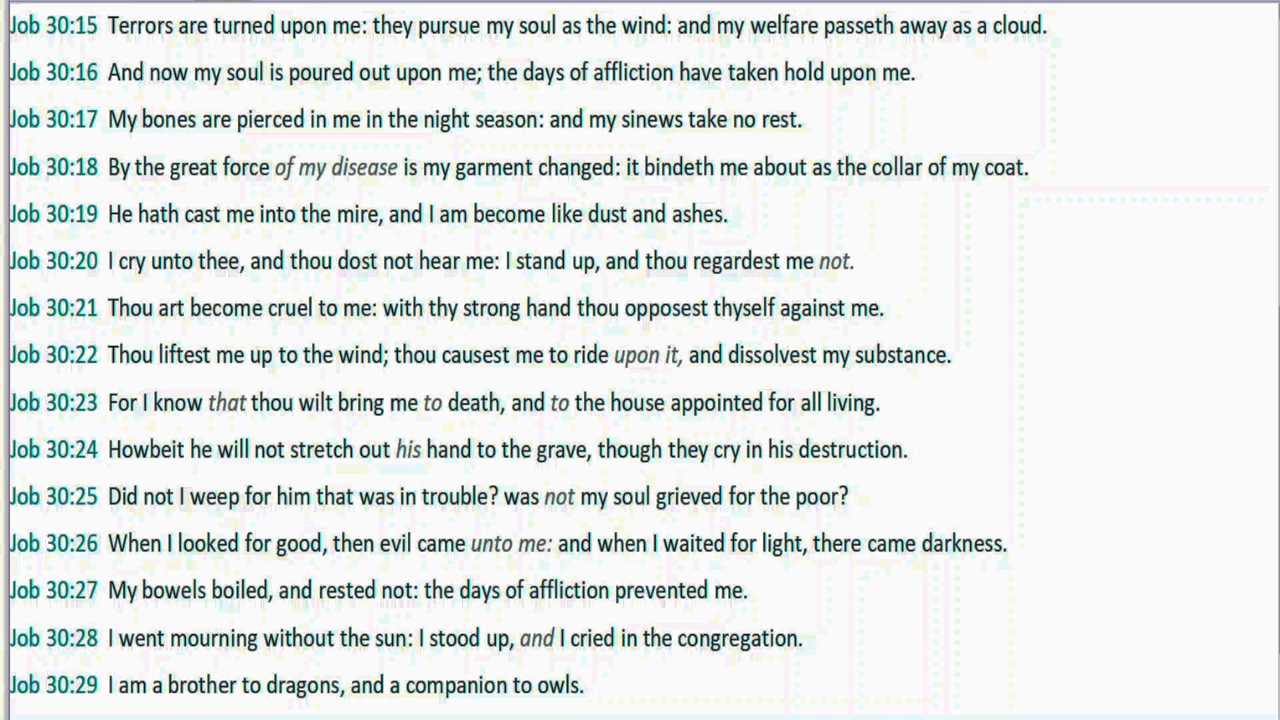 Job 30:15 Terrors are turned upon me: they pursue my soul as the wind: and my welfare passeth away as a cloud.
Job 30:16 And now my soul is poured out upon me; the days of affliction have taken hold upon me.
Job 30:17 My bones are pierced in me in the night season: and my sinews take no rest.
Job 30:18 By the great force of my disease is my garment changed: it bindeth me about as the collar of my coat.
Job 30:19 He hath cast me into the mire, and I am become like dust and ashes.
Job 30:20 I cry unto thee, and thou dost not hear me: I stand up, and thou regardest me not.
Job 30:21 Thou art become cruel to me: with thy strong hand thou opposest thyself against me.
Job 30:22 Thou liftest me up to the wind; thou causest me to ride upon it, and dissolvest my substance.
Job 30:23 For I know that thou wilt bring me to death, and to the house appointed for all living.
Job 30:24 Howbeit he will not stretch out his hand to the grave, though they cry in his destruction.
Job 30:25 Did not I weep for him that was in trouble? was not my soul grieved for the poor?
Job 30:26 When I looked for good, then evil came unto me: and when I waited for light, there came darkness.
Job 30:27 My bowels boiled, and rested not: the days of affliction prevented me.
Job 30:28 I went mourning without the sun: I stood up, and I cried in the congregation.
Job 30:29 I am a brother to dragons, and a companion to owls.